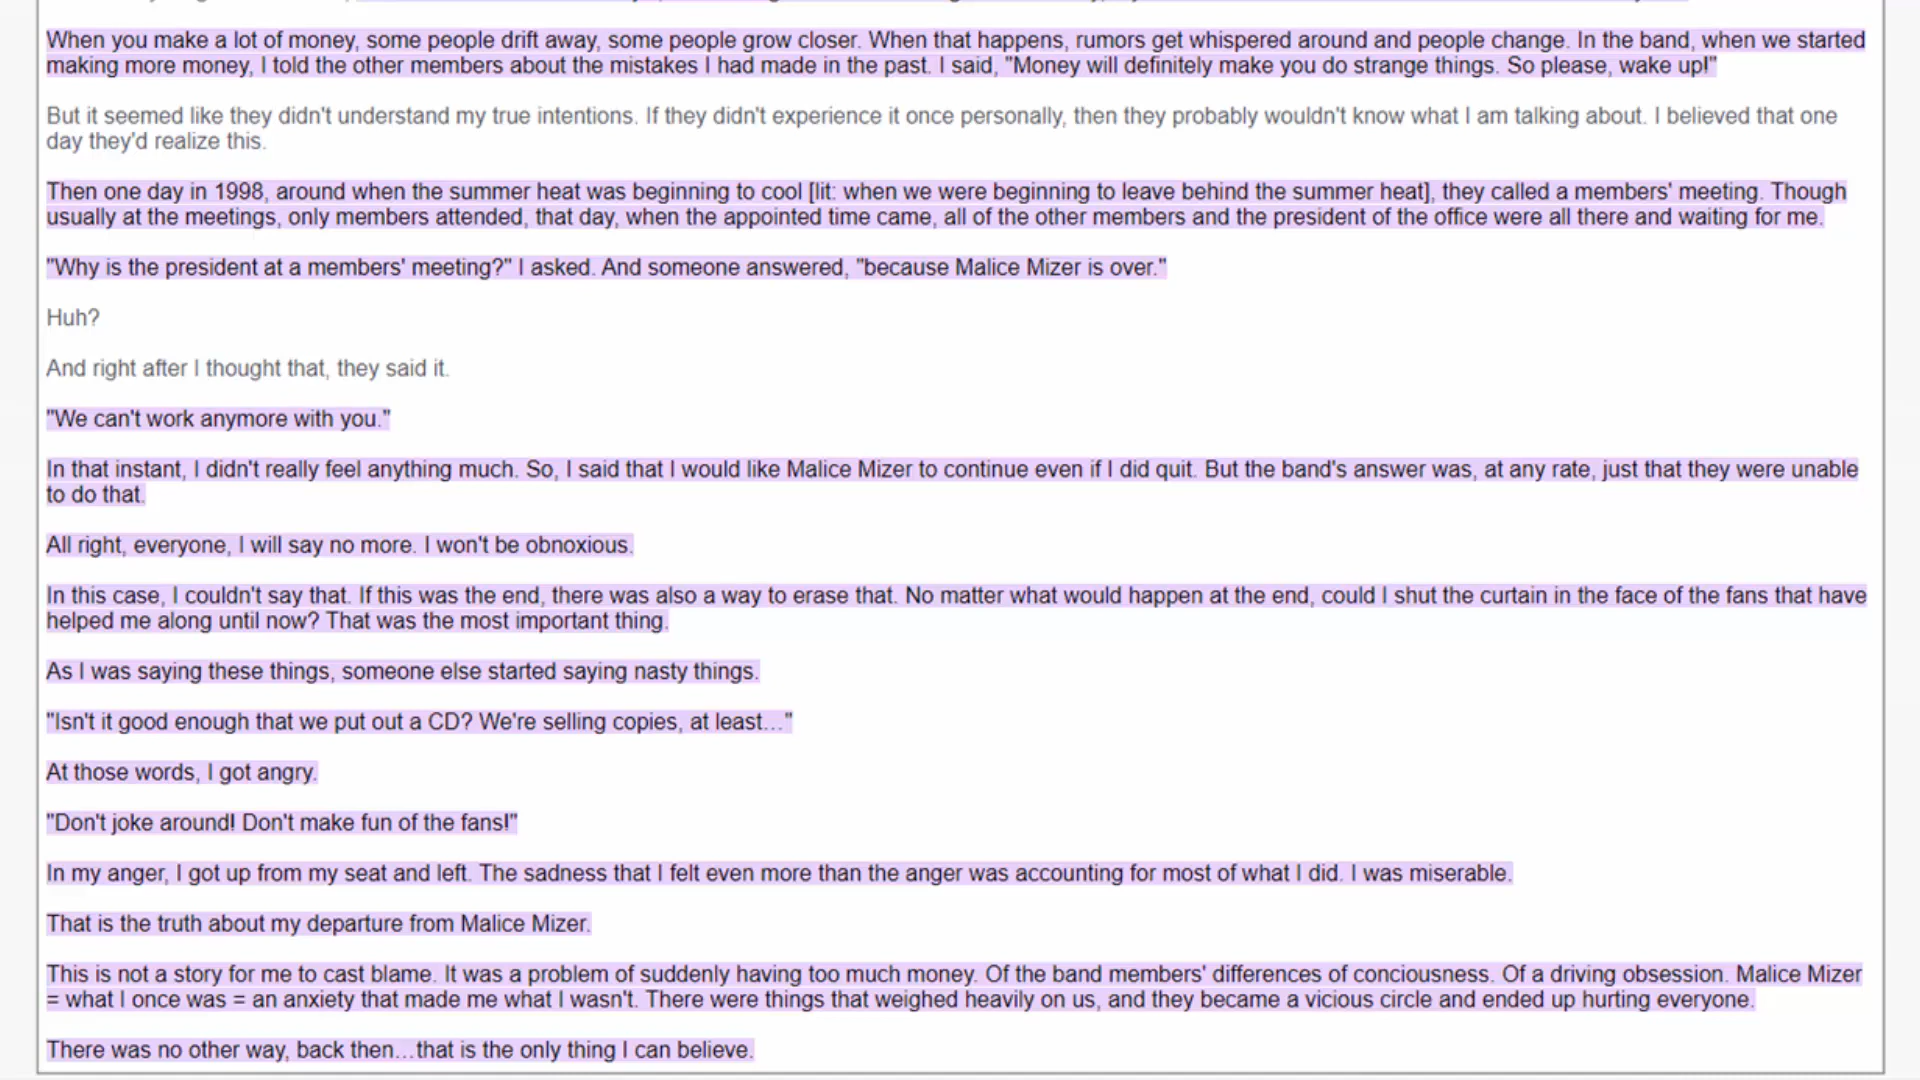 When you make a lot of money, some people drift away, some people grow closer. When that happens, rumors get whispered around and people change. In the band, when we started
making more money, I told the other members about the mistakes I had made in the past. I said, "Money will definitely make you do strange things. So please, wake up!"
But it seemed like they didn't understand my true intentions. If they didn't experience it once personally, then they probably wouldn't know what I am talking about. I believed that one
day they'd realize this.
Then one day in 1998, around when the summer heat was beginning to cool [lit: when we were beginning to leave behind the summer heat], they called a members' meeting. Though
usually at the meetings, only members attended, that day, when the appointed time came, all of the other members and the president of the office were all there and waiting for me.
"Why is the president at a members' meeting?" I asked. And someone answered, "because Malice Mizer is over."
Huh?
And right after I thought that, they said it.
"We can't work anymore with you."
In that instant, I didn't really feel anything much. So, I said that I would like Malice Mizer to continue even if I did quit. But the band's answer was, at any rate, just that they were unable
to do that.
All right, everyone, I will say no more. I won't be obnoxious.
In this case, I couldn't say that. If this was the end, there was also a way to erase that. No matter what would happen at the end, could I shut the curtain in the face of the fans that have
helped me along until now? That was the most important thing.
As I was saying these things, someone else started saying nasty things.
"Isn't it good enough that we put out a CD? We're selling copies, at least…"
At those words, I got angry.
"Don't joke around! Don't make fun of the fans!"
In my anger, I got up from my seat and left. The sadness that I felt even more than the anger was accounting for most of what I did. I was miserable.
That is the truth about my departure from Malice Mizer.
This is not a story for me to cast blame. It was a problem of suddenly having too much money. Of the band members' differences of conciousness. Of a driving obsession. Malice Mizer
= what I once was = an anxiety that made me what I wasn't. There were things that weighed heavily on us, and they became a vicious circle and ended up hurting everyone.
There was no other way, back then…that is the only thing I can believe.